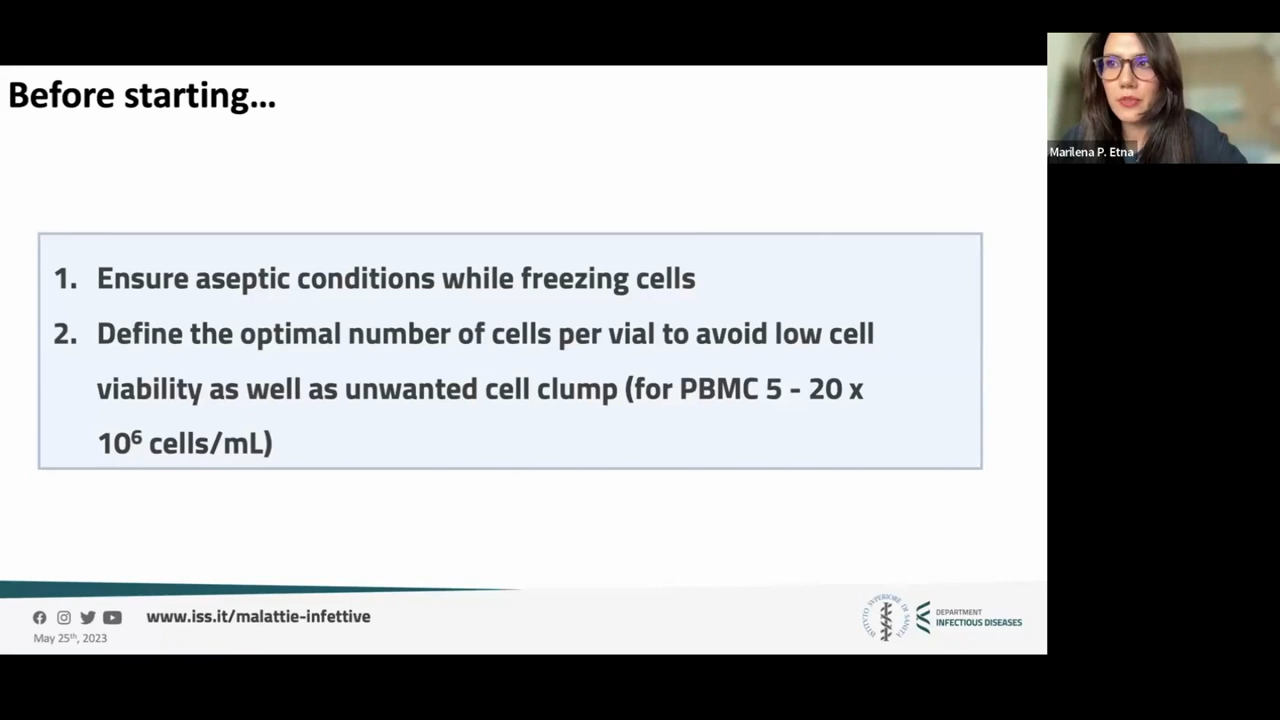 Before starting...
Marilena P. Etna
1. Ensure aseptic conditions while freezing cells
2. Define the optimal number of cells per vial to avoid low cell
viability as well as unwanted cell clump (for PBMC 5 - 20 x
10⁶ cells/mL)
www.iss.it/malattie-infettive
May 25th, 2023
ISTITVTO SVPERIORE DI SANITÀ
DEPARTMENT
INFECTIOUS DISEASES